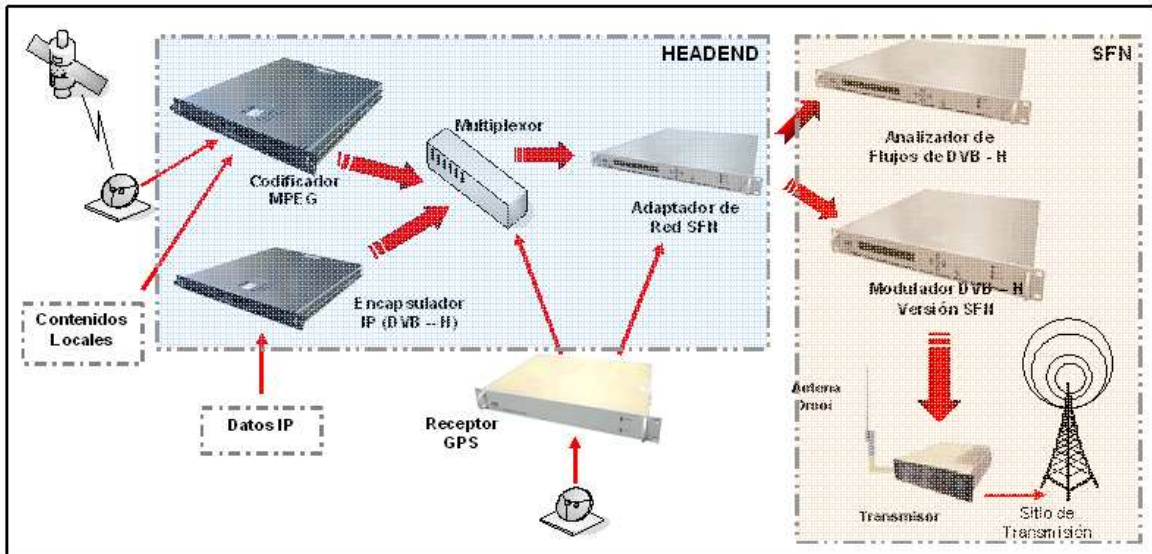 HEADEND
SFN
Codificador
MPEG
Multiplexor
Adaptador de
Red SFN
Analizador de
Flujos de DVB - H
Modulador DVB – H
Versión SFN
Encapsulador
IP (DVB – H)
Contenidos
Locales
Datos IP
Receptor
GPS
Antena
Transmisor
Sitio de
Transmisión